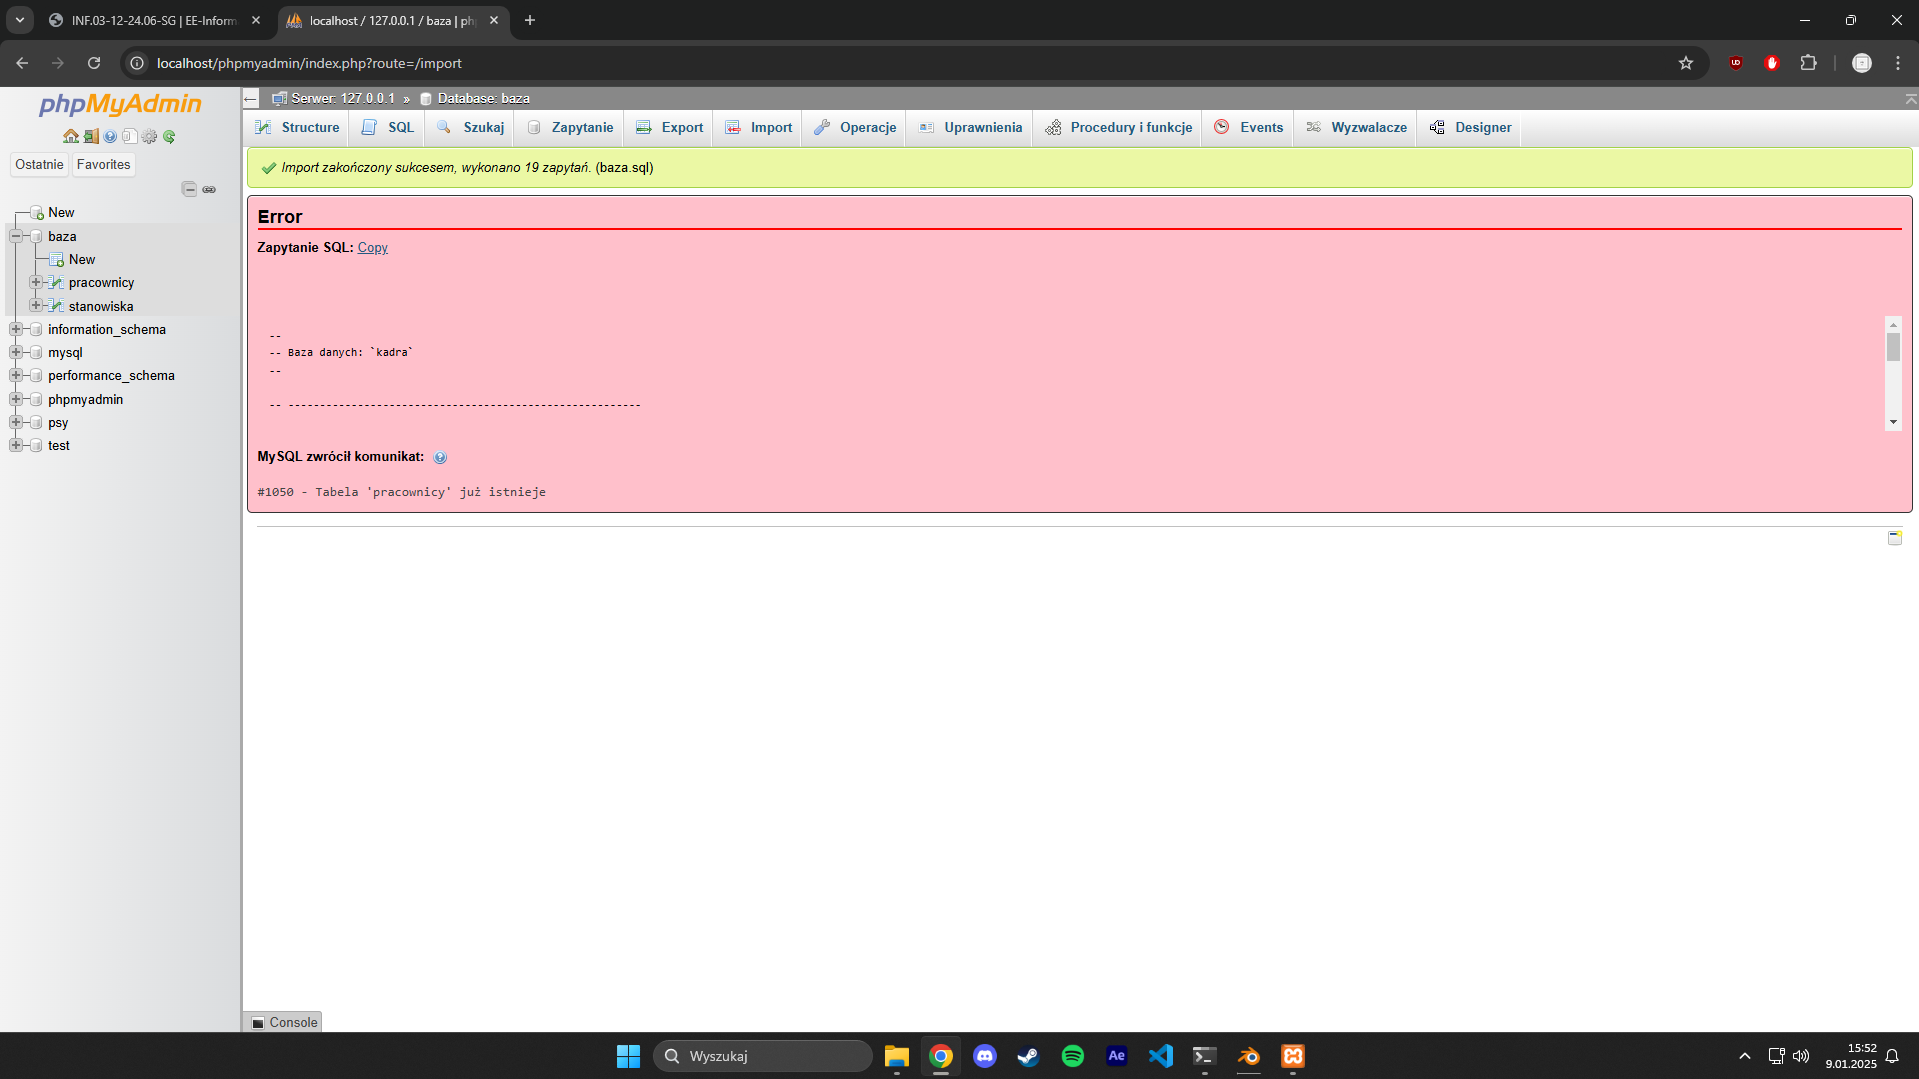 INF.03-12-24.06-SG | EE-Inform
localhost / 127.0.0.1 / baza | ph
localhost/phpmyadmin/index.php?route=/import
phpMyAdmin
Serwer: 127.0.0.1 » Database: baza
Structure SQL Szukaj Zapytanie Export Import Operacje Uprawnienia Procedury i funkcje Events Wyzwalacze Designer
Ostatnie Favorites
New
baza
New
pracownicy
stanowiska
information_schema
mysql
performance_schema
phpmyadmin
psy
test
Import zakończony sukcesem, wykonano 19 zapytań. (baza.sql)
Error
Zapytanie SQL: Copy
--
-- Baza danych: `kadra`
--
-- --------------------------------------------------------
MySQL zwrócił komunikat:
#1050 - Tabela 'pracownicy' już istnieje
Console
Wyszukaj
Ae
15:52
9.01.2025